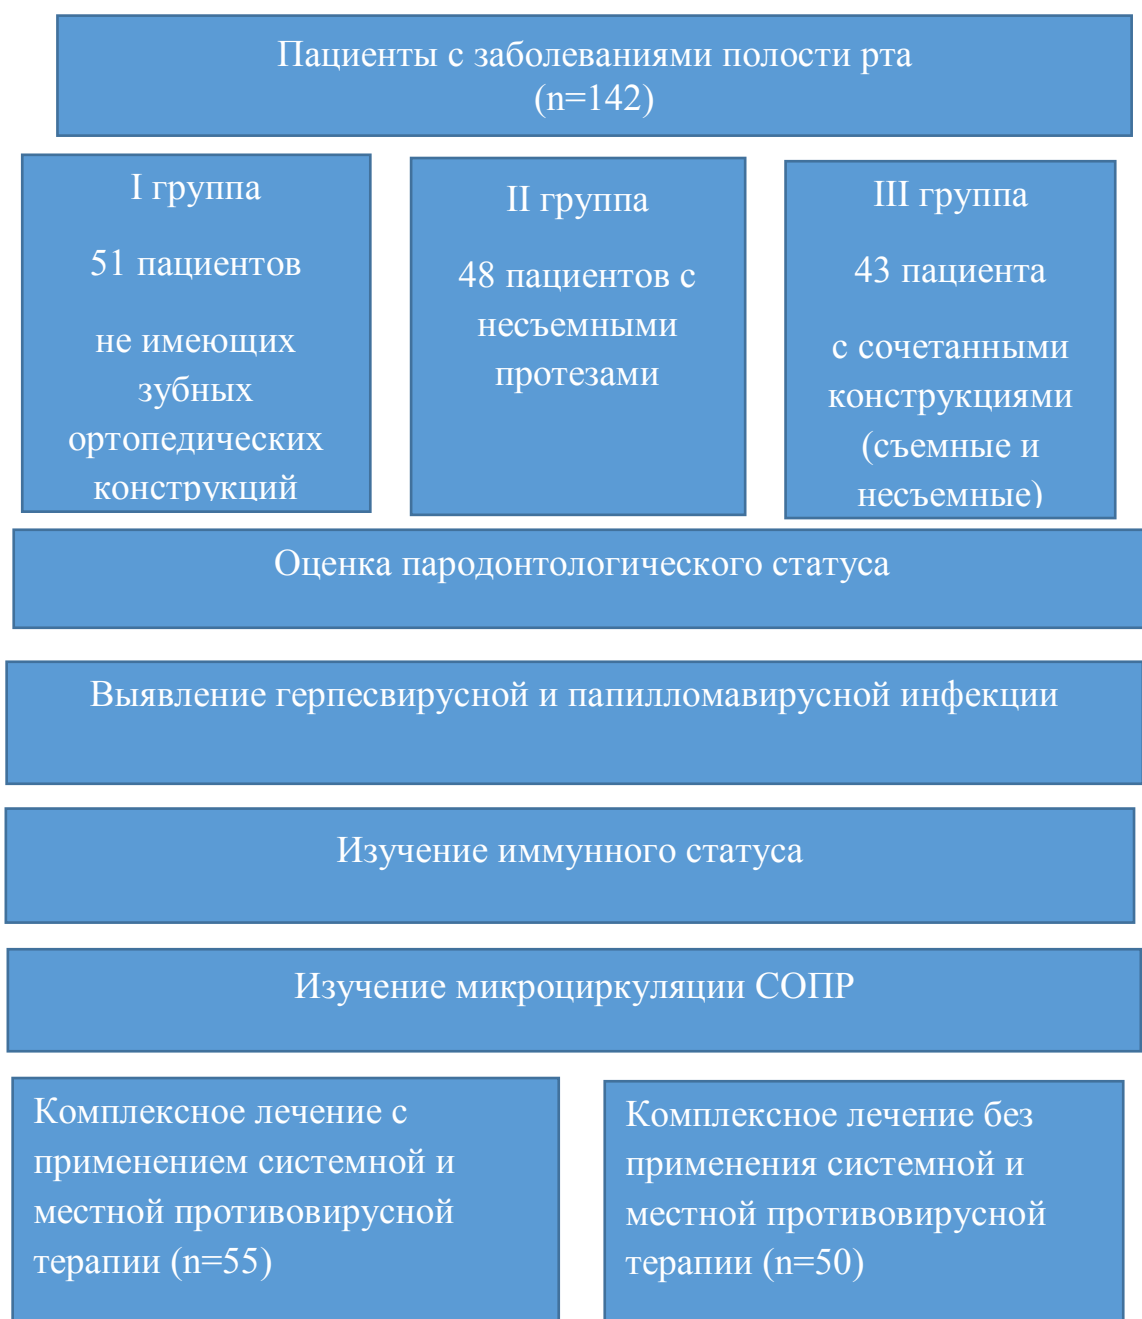 Пациенты с заболеваниями полости рта
(n=142)
I группа
51 пациентов
не имеющих
зубных
ортопедических
конструкций
II группа
48 пациентов с
несъемными
протезами
III группа
43 пациента
с сочетанными
конструкциями
(съемные и
несъемные)
Оценка пародонтологического статуса
Выявление герпесвирусной и папилломавирусной инфекции
Изучение иммунного статуса
Изучение микроциркуляции СОПР
Комплексное лечение с
применением системной и
местной противовирусной
терапии (n=55)
Комплексное лечение без
применения системной и
местной противовирусной
терапии (n=50)